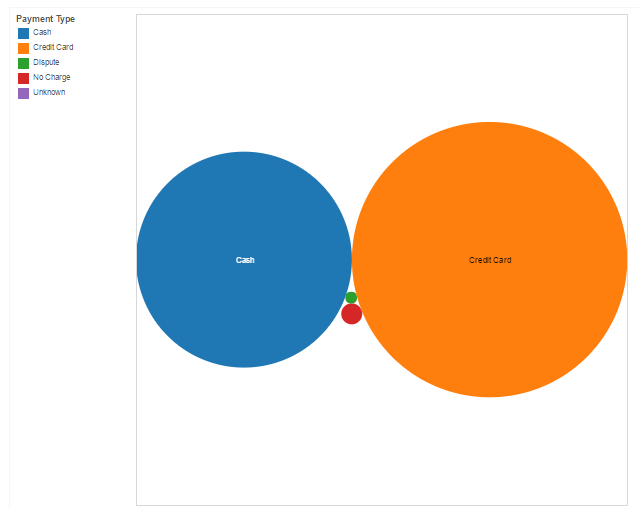 Payment Type
Cash
Credit Card
Dispute
No Charge
Unknown
Cash
Credit Card